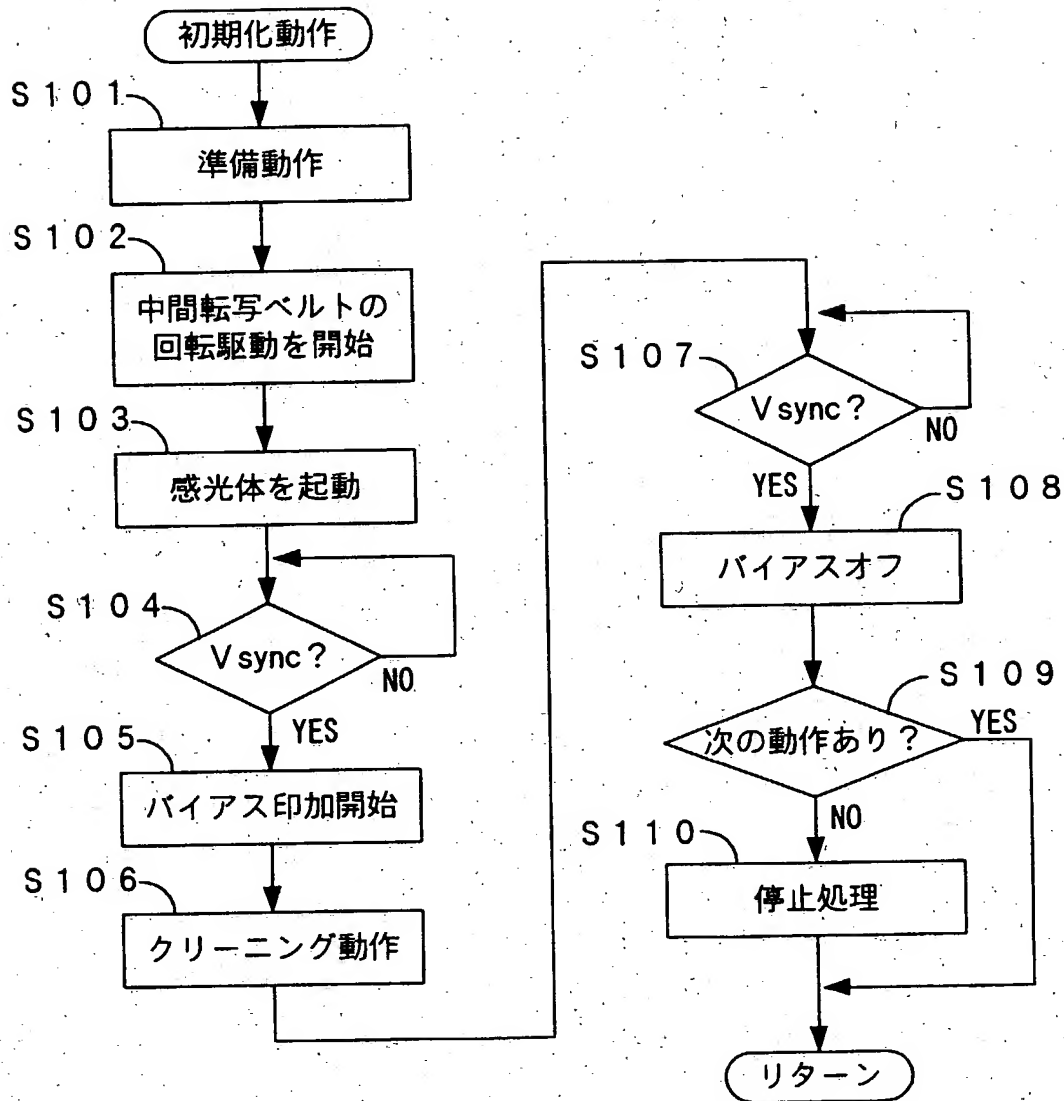 初期化動作
S101
準備動作
S102
中間転写ベルトの
回転駆動を開始
S103
感光体を起動
S104
Vsync?
NO
YES
S105
バイアス印加開始
S106
クリーニング動作
S107
Vsync?
NO
YES
S108
バイアスオフ
S109
次の動作あり?
YES
NO
S110
停止処理
リターン